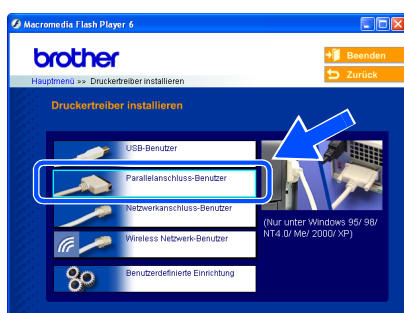 Macromedia Flash Player 6
brother
Beenden
Zurück
Hauptmenü >> Druckertreiber installieren
Druckertreiber installieren
USB-Benutzer
Parallelanschluss-Benutzer
Netzwerkanschluss-Benutzer
Wireless Netzwerk-Benutzer
Benutzerdefinierte Einrichtung
(Nur unter Windows 95/ 98/
NT4.0/ Me/ 2000/ XP)